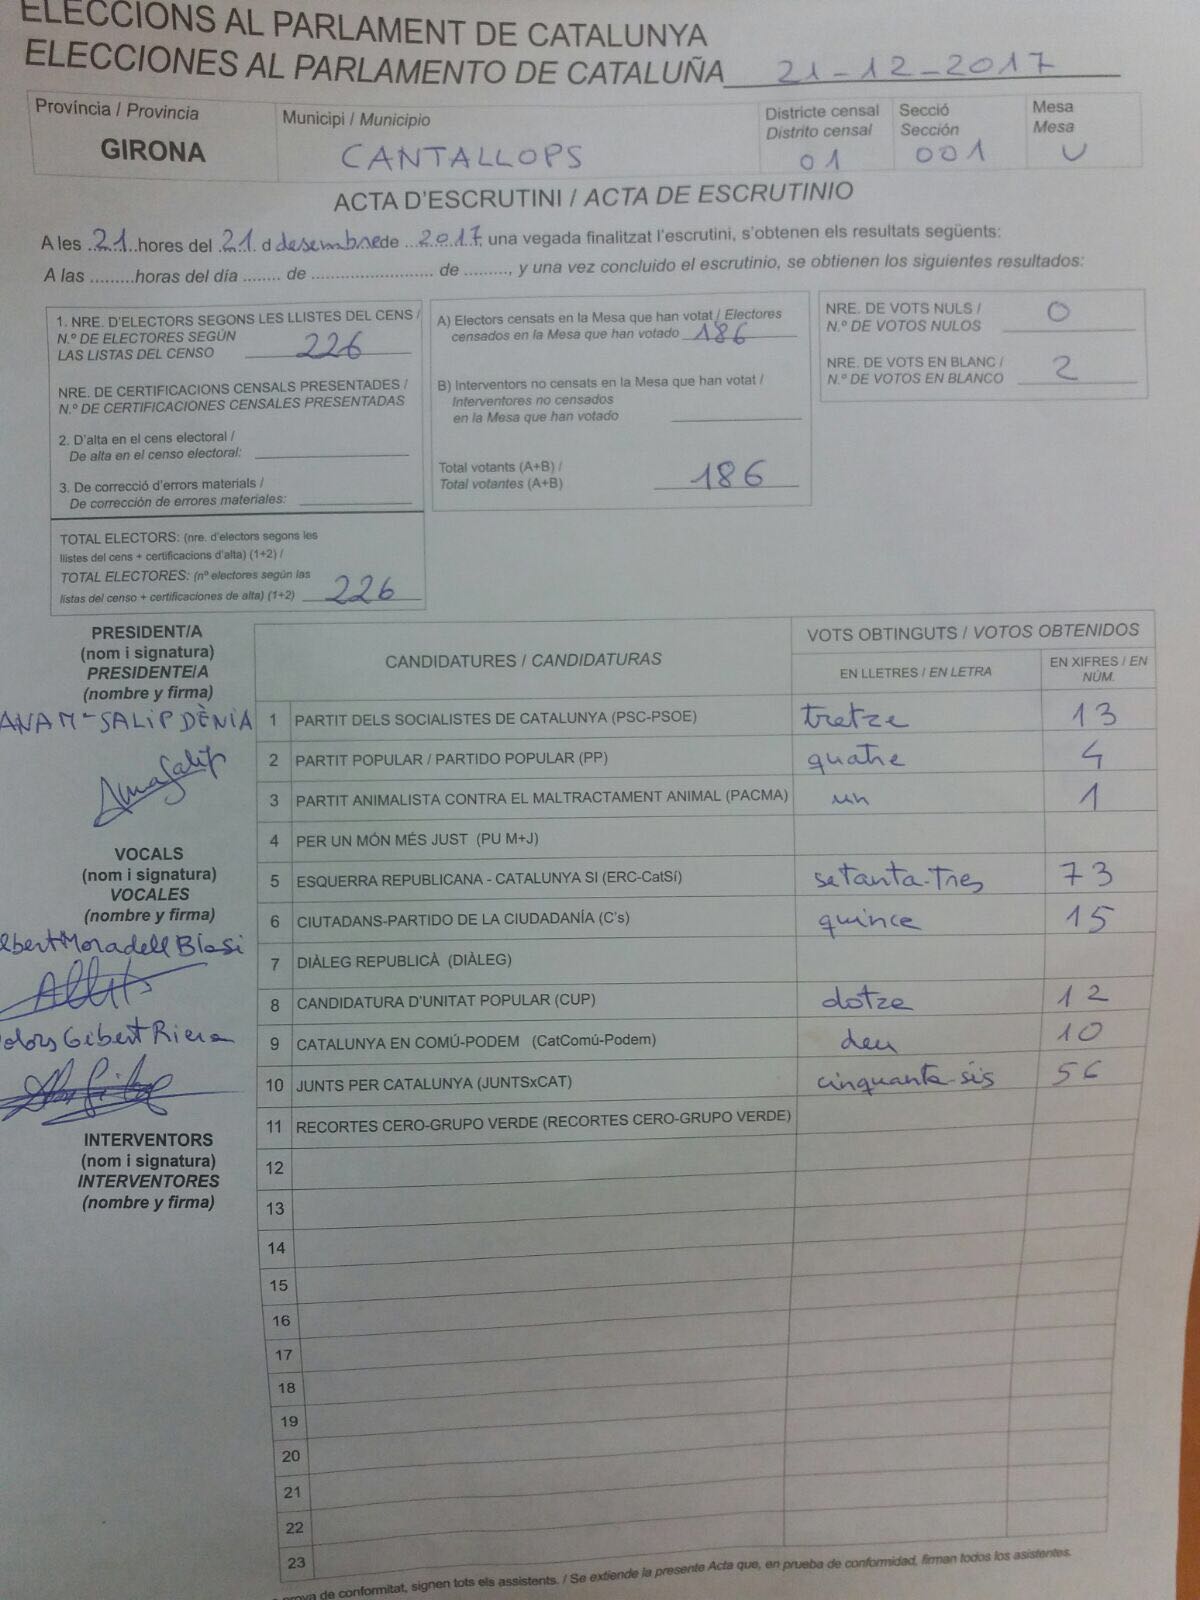 ELECCIONS AL PARLAMENT DE CATALUNYA
ELECCIONES AL PARLAMENTO DE CATALUÑA 21-12-2017
Província / Provincia
GIRONA
Municipi / Municipio
CANTALLOPS
Districte censal
Distrito censal
01
Secció
Sección
001
Mesa
Mesa
U
ACTA D'ESCRUTINI / ACTA DE ESCRUTINIO
A les 21 hores del 21 d desembre de 2017, una vegada finalitzat l'escrutini, s'obtenen els resultats següents:
A las .........horas del día ........ de .......................... de ........., y una vez concluido el escrutinio, se obtienen los siguientes resultados:
1. NRE. D'ELECTORS SEGONS LES LLISTES DEL CENS /
N.º DE ELECTORES SEGÚN
LAS LISTAS DEL CENSO 226
NRE. DE CERTIFICACIONS CENSALS PRESENTADES /
N.º DE CERTIFICACIONES CENSALES PRESENTADAS
2. D'alta en el cens electoral /
De alta en el censo electoral:
3. De correcció d'errors materials /
De corrección de errores materiales:
TOTAL ELECTORS: (nre. d'electors segons les
llistes del cens + certificacions d'alta) (1+2) /
TOTAL ELECTORES: (nº electores según las
listas del censo + certificaciones de alta) (1+2) 226
A) Electors censats en la Mesa que han votat / Electores
censados en la Mesa que han votado 186
B) Interventors no censats en la Mesa que han votat /
Interventores no censados
en la Mesa que han votado
Total votants (A+B) /
Total votantes (A+B) 186
NRE. DE VOTS NULS /
N.º DE VOTOS NULOS 0
NRE. DE VOTS EN BLANC /
N.º DE VOTOS EN BLANCO 2
PRESIDENT/A
(nom i signatura)
PRESIDENTE/A
(nombre y firma)
ANA Mª SALIP DÈNIA
VOCALS
(nom i signatura)
VOCALES
(nombre y firma)
lbert Moradell Blasi
olors Gibert Riera
INTERVENTORS
(nom i signatura)
INTERVENTORES
(nombre y firma)
CANDIDATURES / CANDIDATURAS
VOTS OBTINGUTS / VOTOS OBTENIDOS
EN LLETRES / EN LETRA
EN XIFRES / EN
NÚM.
1 PARTIT DELS SOCIALISTES DE CATALUNYA (PSC-PSOE) tretze 13
2 PARTIT POPULAR / PARTIDO POPULAR (PP) quatre 4
3 PARTIT ANIMALISTA CONTRA EL MALTRACTAMENT ANIMAL (PACMA) un 1
4 PER UN MÓN MÉS JUST (PU M+J)
5 ESQUERRA REPUBLICANA - CATALUNYA SI (ERC-CatSí) setanta-tres 73
6 CIUTADANS-PARTIDO DE LA CIUDADANÍA (C's) quince 15
7 DIÀLEG REPUBLICÀ (DIÀLEG)
8 CANDIDATURA D'UNITAT POPULAR (CUP) dotze 12
9 CATALUNYA EN COMÚ-PODEM (CatComú-Podem) deu 10
10 JUNTS PER CATALUNYA (JUNTSxCAT) cinquanta-sis 56
11 RECORTES CERO-GRUPO VERDE (RECORTES CERO-GRUPO VERDE)
12
13
14
15
16
17
18
19
20
21
22
23
prova de conformitat, signen tots els assistents. / Se extiende la presente Acta que, en prueba de conformidad, firman todos los asistentes.